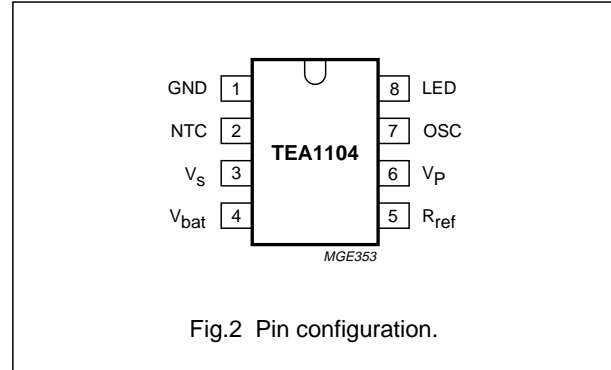 GND 1 8 LED
NTC 2 7 OSC
TEA1104
Vs 3 6 VP
Vbat 4 5 Rref
MGE353
Fig.2 Pin configuration.